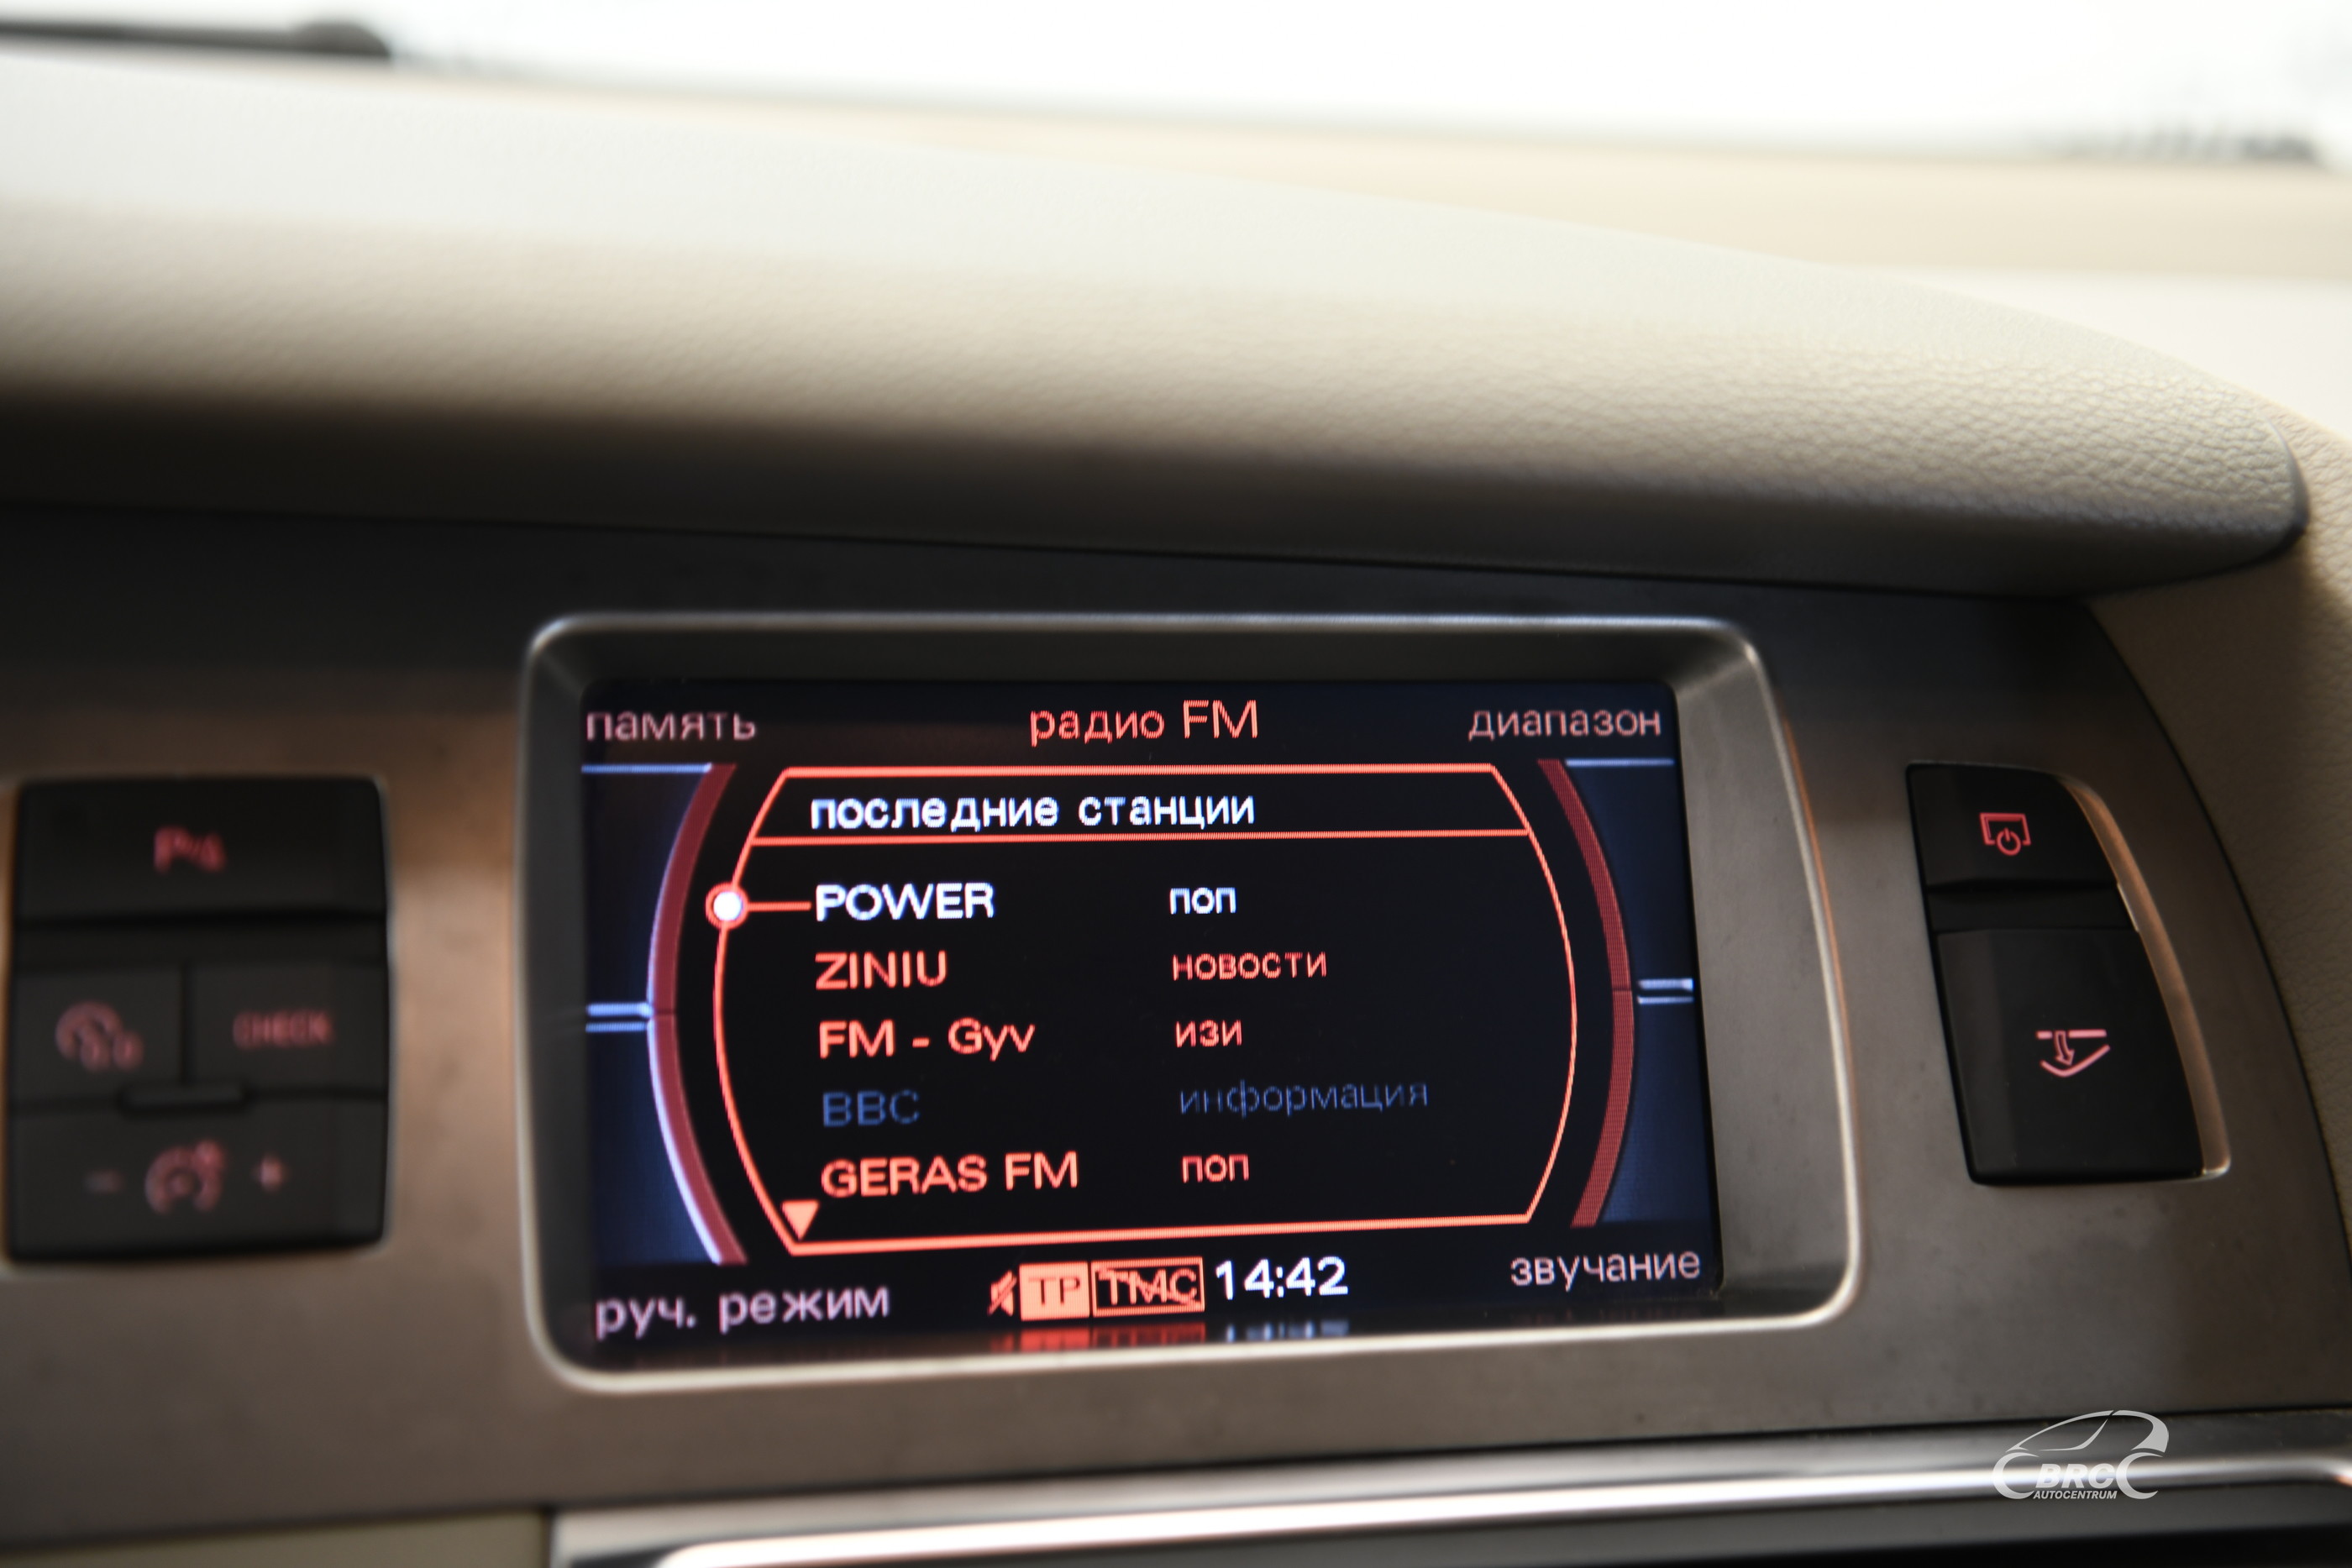 память
радио FM
диапазон
последние станции
POWER поп
ZINIU новости
FM - Gyv изи
BBC информация
GERAS FM поп
руч. режим
TP TMC 14:42
звучание
CHECK
BRC
AUTOCENTRUM